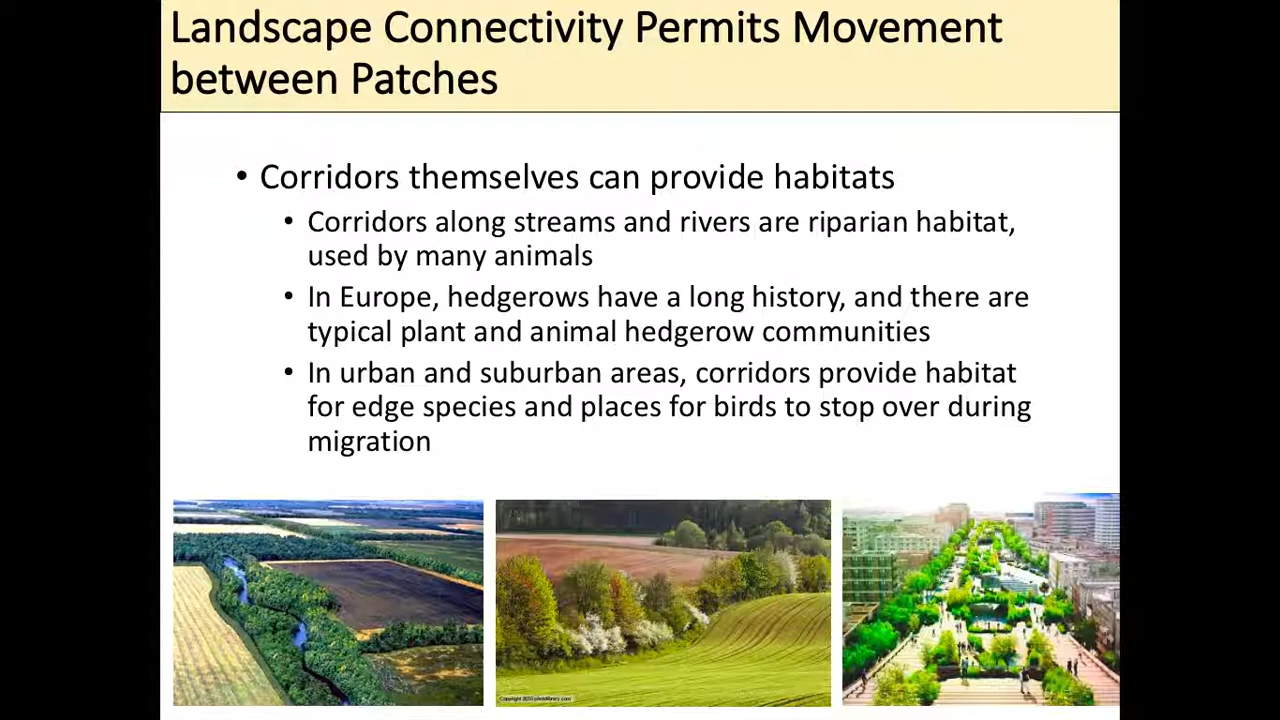 Landscape Connectivity Permits Movement
between Patches
• Corridors themselves can provide habitats
• Corridors along streams and rivers are riparian habitat,
used by many animals
• In Europe, hedgerows have a long history, and there are
typical plant and animal hedgerow communities
• In urban and suburban areas, corridors provide habitat
for edge species and places for birds to stop over during
migration